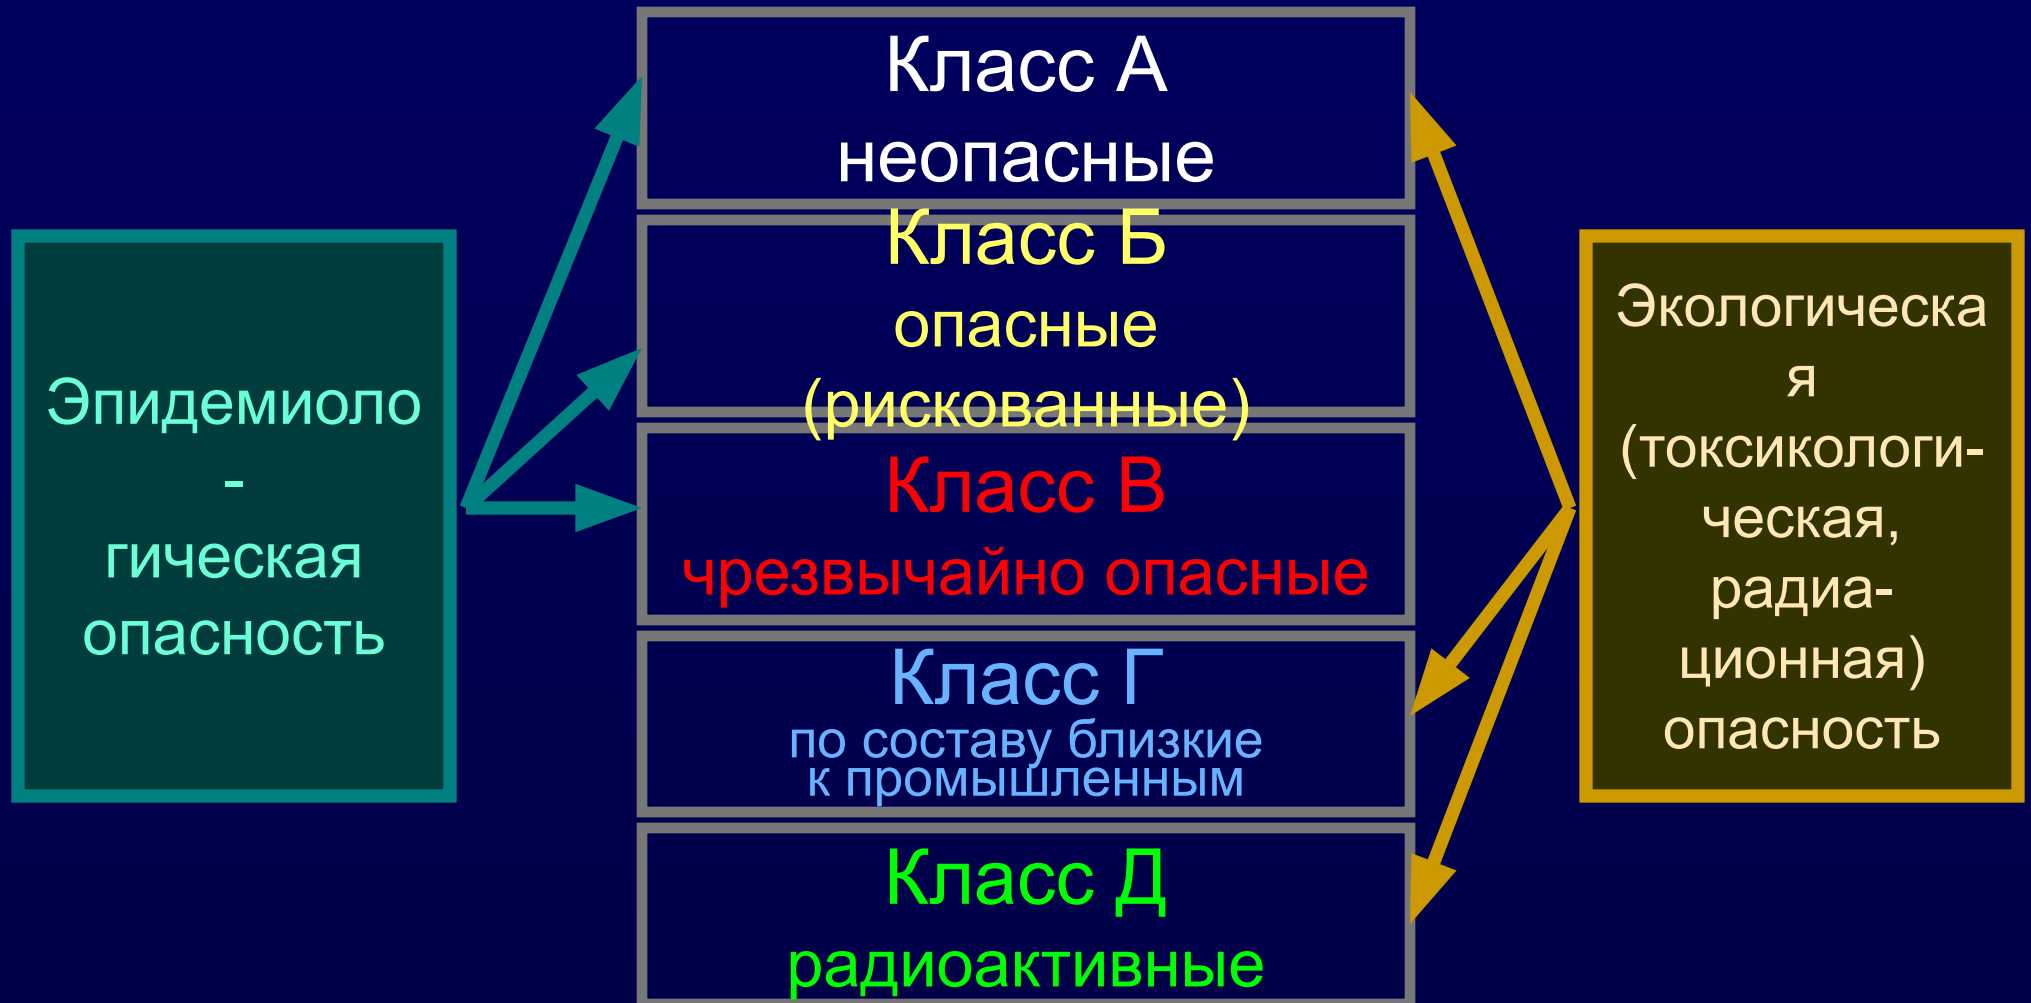 Класс А
неопасные
Класс Б
опасные
(рискованные)
Класс В
чрезвычайно опасные
Класс Г
по составу близкие
к промышленным
Класс Д
радиоактивные
Эпидемиоло
-
гическая
опасность
Экологическа
я
(токсикологи-
ческая,
радиа-
ционная)
опасность